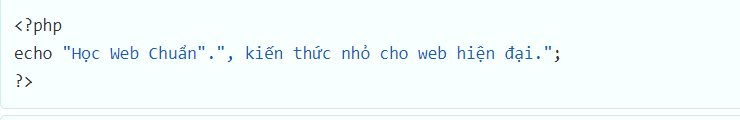 <?php
echo "Học Web Chuẩn".", kiến thức nhỏ cho web hiện đại.";
?>